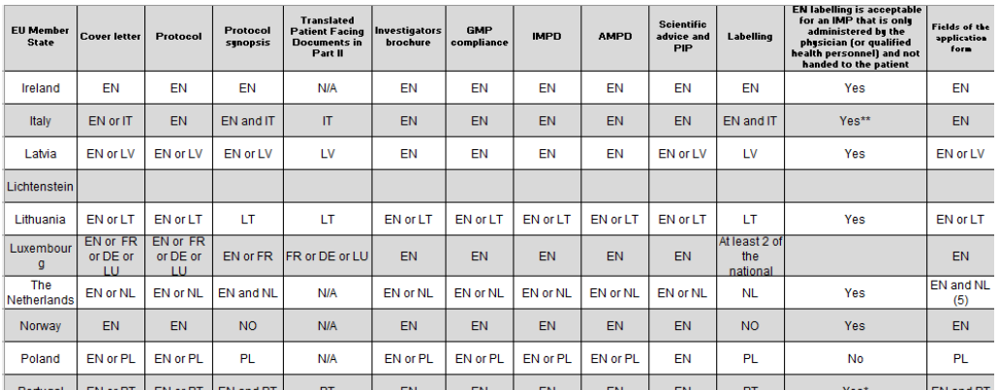 EU Member State | Cover letter | Protocol | Protocol synopsis | Translated Patient Facing Documents in Part II | Investigators brochure | GMP compliance | IMPD | AMPD | Scientific advice and PIP | Labelling | EN labelling is acceptable for an IMP that is only administered by the physician (or qualified health personnel) and not handed to the patient | Fields of the application form
Ireland | EN | EN | EN | N/A | EN | EN | EN | EN | EN | EN | Yes | EN
Italy | EN or IT | EN | EN and IT | IT | EN | EN | EN | EN | EN | EN and IT | Yes** | EN
Latvia | EN or LV | EN or LV | EN or LV | LV | EN | EN | EN | EN | EN or LV | LV | Yes | EN or LV
Lichtenstein
Lithuania | EN or LT | EN or LT | LT | LT | EN or LT | EN or LT | EN or LT | EN or LT | EN or LT | LT | Yes | EN or LT
Luxembourg | EN or FR or DE or LU | EN or FR or DE or LU | EN or FR | FR or DE or LU | EN | EN | EN | EN | EN | At least 2 of the national | | EN
The Netherlands | EN or NL | EN or NL | EN and NL | N/A | EN or NL | EN or NL | EN or NL | EN or NL | EN or NL | NL | Yes | EN and NL (5)
Norway | EN | EN | NO | N/A | EN | EN | EN | EN | EN | NO | Yes | EN
Poland | EN or PL | EN or PL | PL | N/A | EN or PL | EN or PL | EN or PL | EN or PL | EN | PL | No | PL
Portugal | EN or PT | EN or PT | EN and PT | PT | EN | EN | EN | EN | EN | PT | Yes* | EN and PT